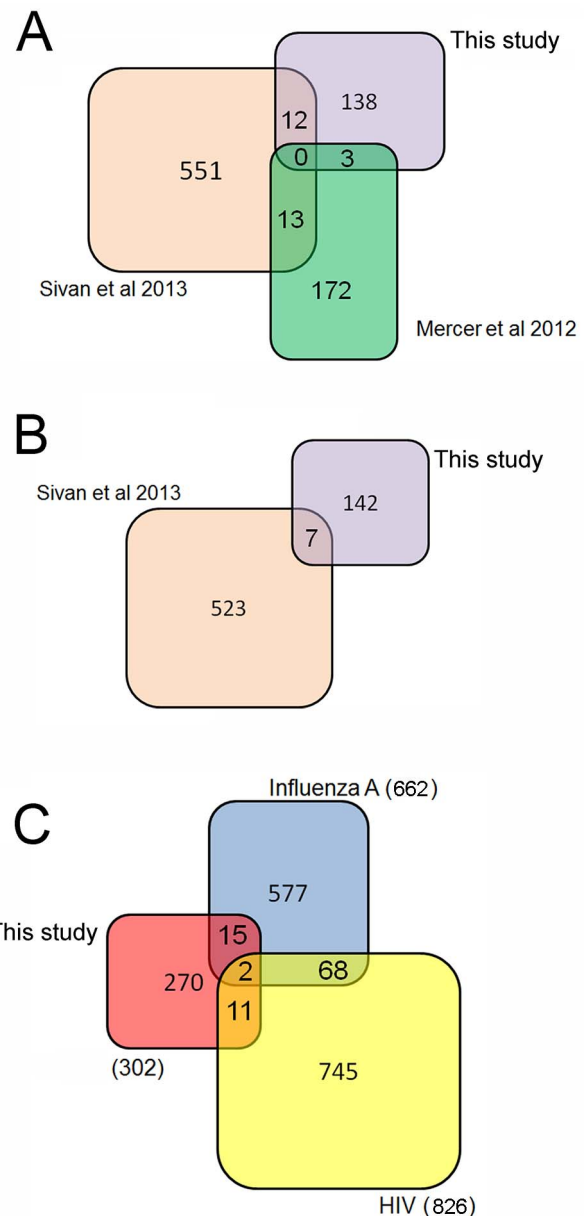 A
This study
138
12
0
3
551
13
Sivan et al 2013
172
Mercer et al 2012
B
This study
Sivan et al 2013
142
7
523
Influenza A (662)
C
577
This study
15
2
68
270
11
(302)
745
HIV (826)